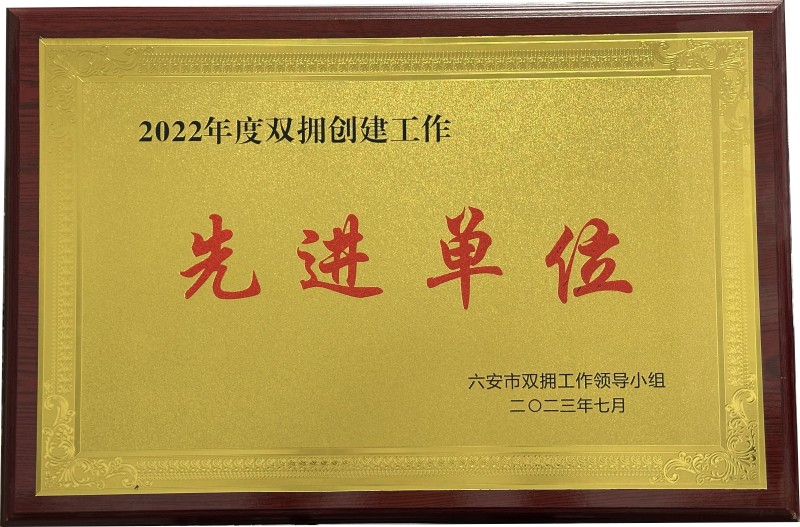 2022年度双拥创建工作
先进单位
六安市双拥工作领导小组
二〇二三年七月